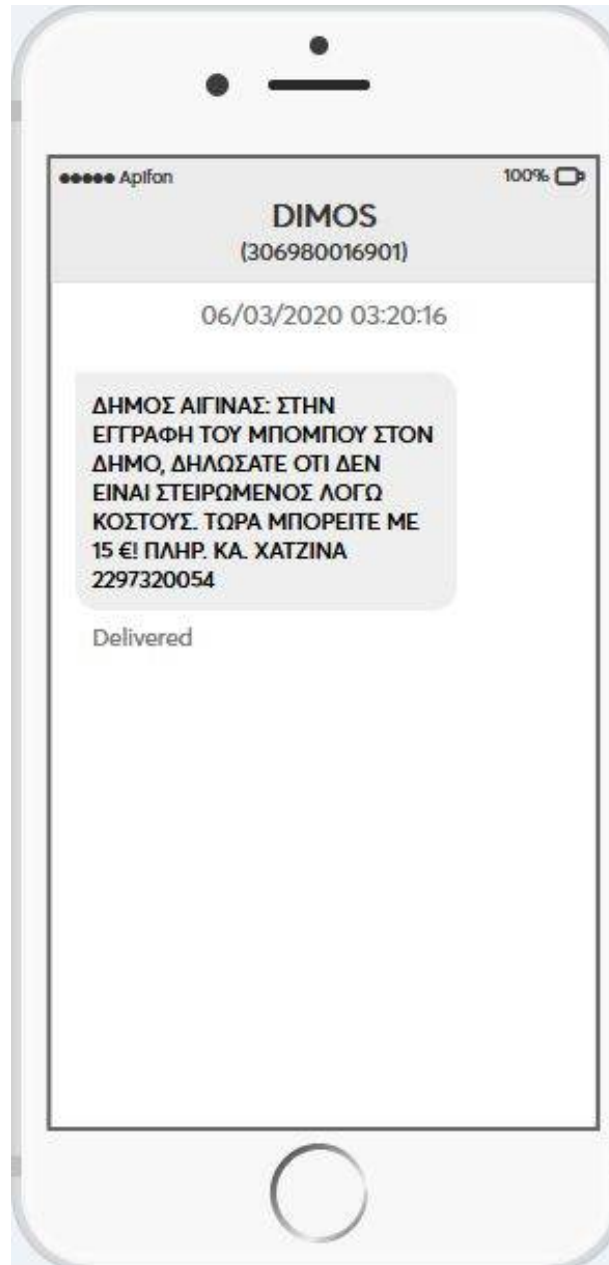 Apifon 100%
DIMOS
(306980016901)
06/03/2020 03:20:16
ΔΗΜΟΣ ΑΙΓΙΝΑΣ: ΣΤΗΝ
ΕΓΓΡΑΦΗ ΤΟΥ ΜΠΟΜΠΟΥ ΣΤΟΝ
ΔΗΜΟ, ΔΗΛΩΣΑΤΕ ΟΤΙ ΔΕΝ
ΕΙΝΑΙ ΣΤΕΙΡΩΜΕΝΟΣ ΛΟΓΩ
ΚΟΣΤΟΥΣ. ΤΩΡΑ ΜΠΟΡΕΙΤΕ ΜΕ
15 €! ΠΛΗΡ. ΚΑ. ΧΑΤΖΙΝΑ
2297320054
Delivered